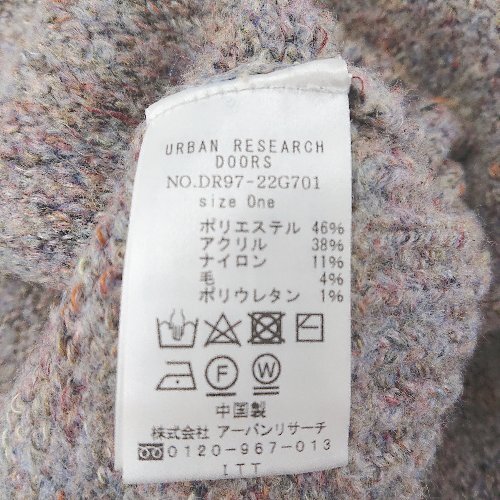 URBAN RESEARCH
DOORS
NO.DR97-22G701
size One
ポリエステル 46%
アクリル 38%
ナイロン 11%
毛 4%
ポリウレタン 1%
F W
中国製
株式会社 アーバンリサーチ
0120-967-013
ITT